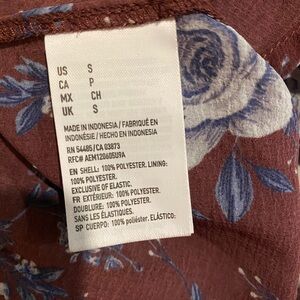 US S
CA P
MX CH
UK S
MADE IN INDONESIA / FABRIQUÉ EN
INDONÉSIE / HECHO EN INDONESIA
RN 54485/CA 03873
RFC# AEM120605U9A
EN SHELL: 100% POLYESTER. LINING:
100% POLYESTER.
EXCLUSIVE OF ELASTIC.
FR EXTÉRIEUR: 100% POLYESTER.
DOUBLURE: 100% POLYESTER.
SANS LES ÉLASTIQUES.
SP CUERPO: 100% poliéster. ELÁSTICO: